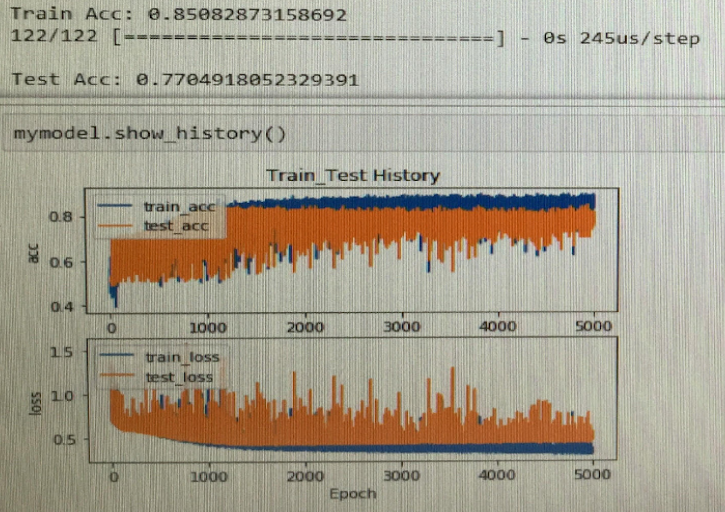 Train Acc: 0.85082873158692
122/122 [==============================] - 0s 245us/step
Test Acc: 0.7704918052329391
mymodel.show_history()
Train_Test History
train_acc
test_acc
acc
0.8
0.6
0.4
0 1000 2000 3000 4000 5000
train_loss
test_loss
loss
1.5
1.0
0.5
0 1000 2000 3000 4000 5000
Epoch